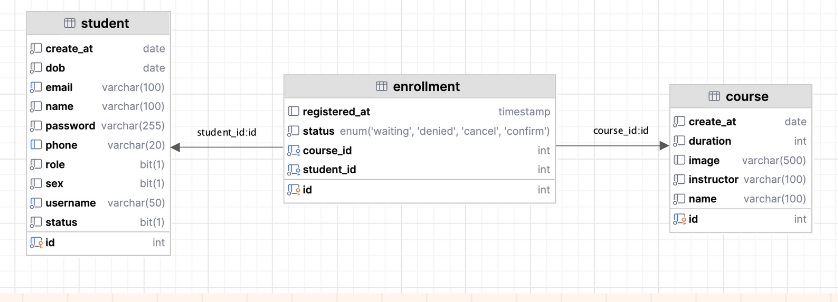 student
create_at date
dob date
email varchar(100)
name varchar(100)
password varchar(255)
phone varchar(20)
role bit(1)
sex bit(1)
username varchar(50)
status bit(1)
id int
student_id:id
enrollment
registered_at timestamp
status enum('waiting', 'denied', 'cancel', 'confirm')
course_id int
student_id int
id int
course_id:id
course
create_at date
duration int
image varchar(500)
instructor varchar(100)
name varchar(100)
id int